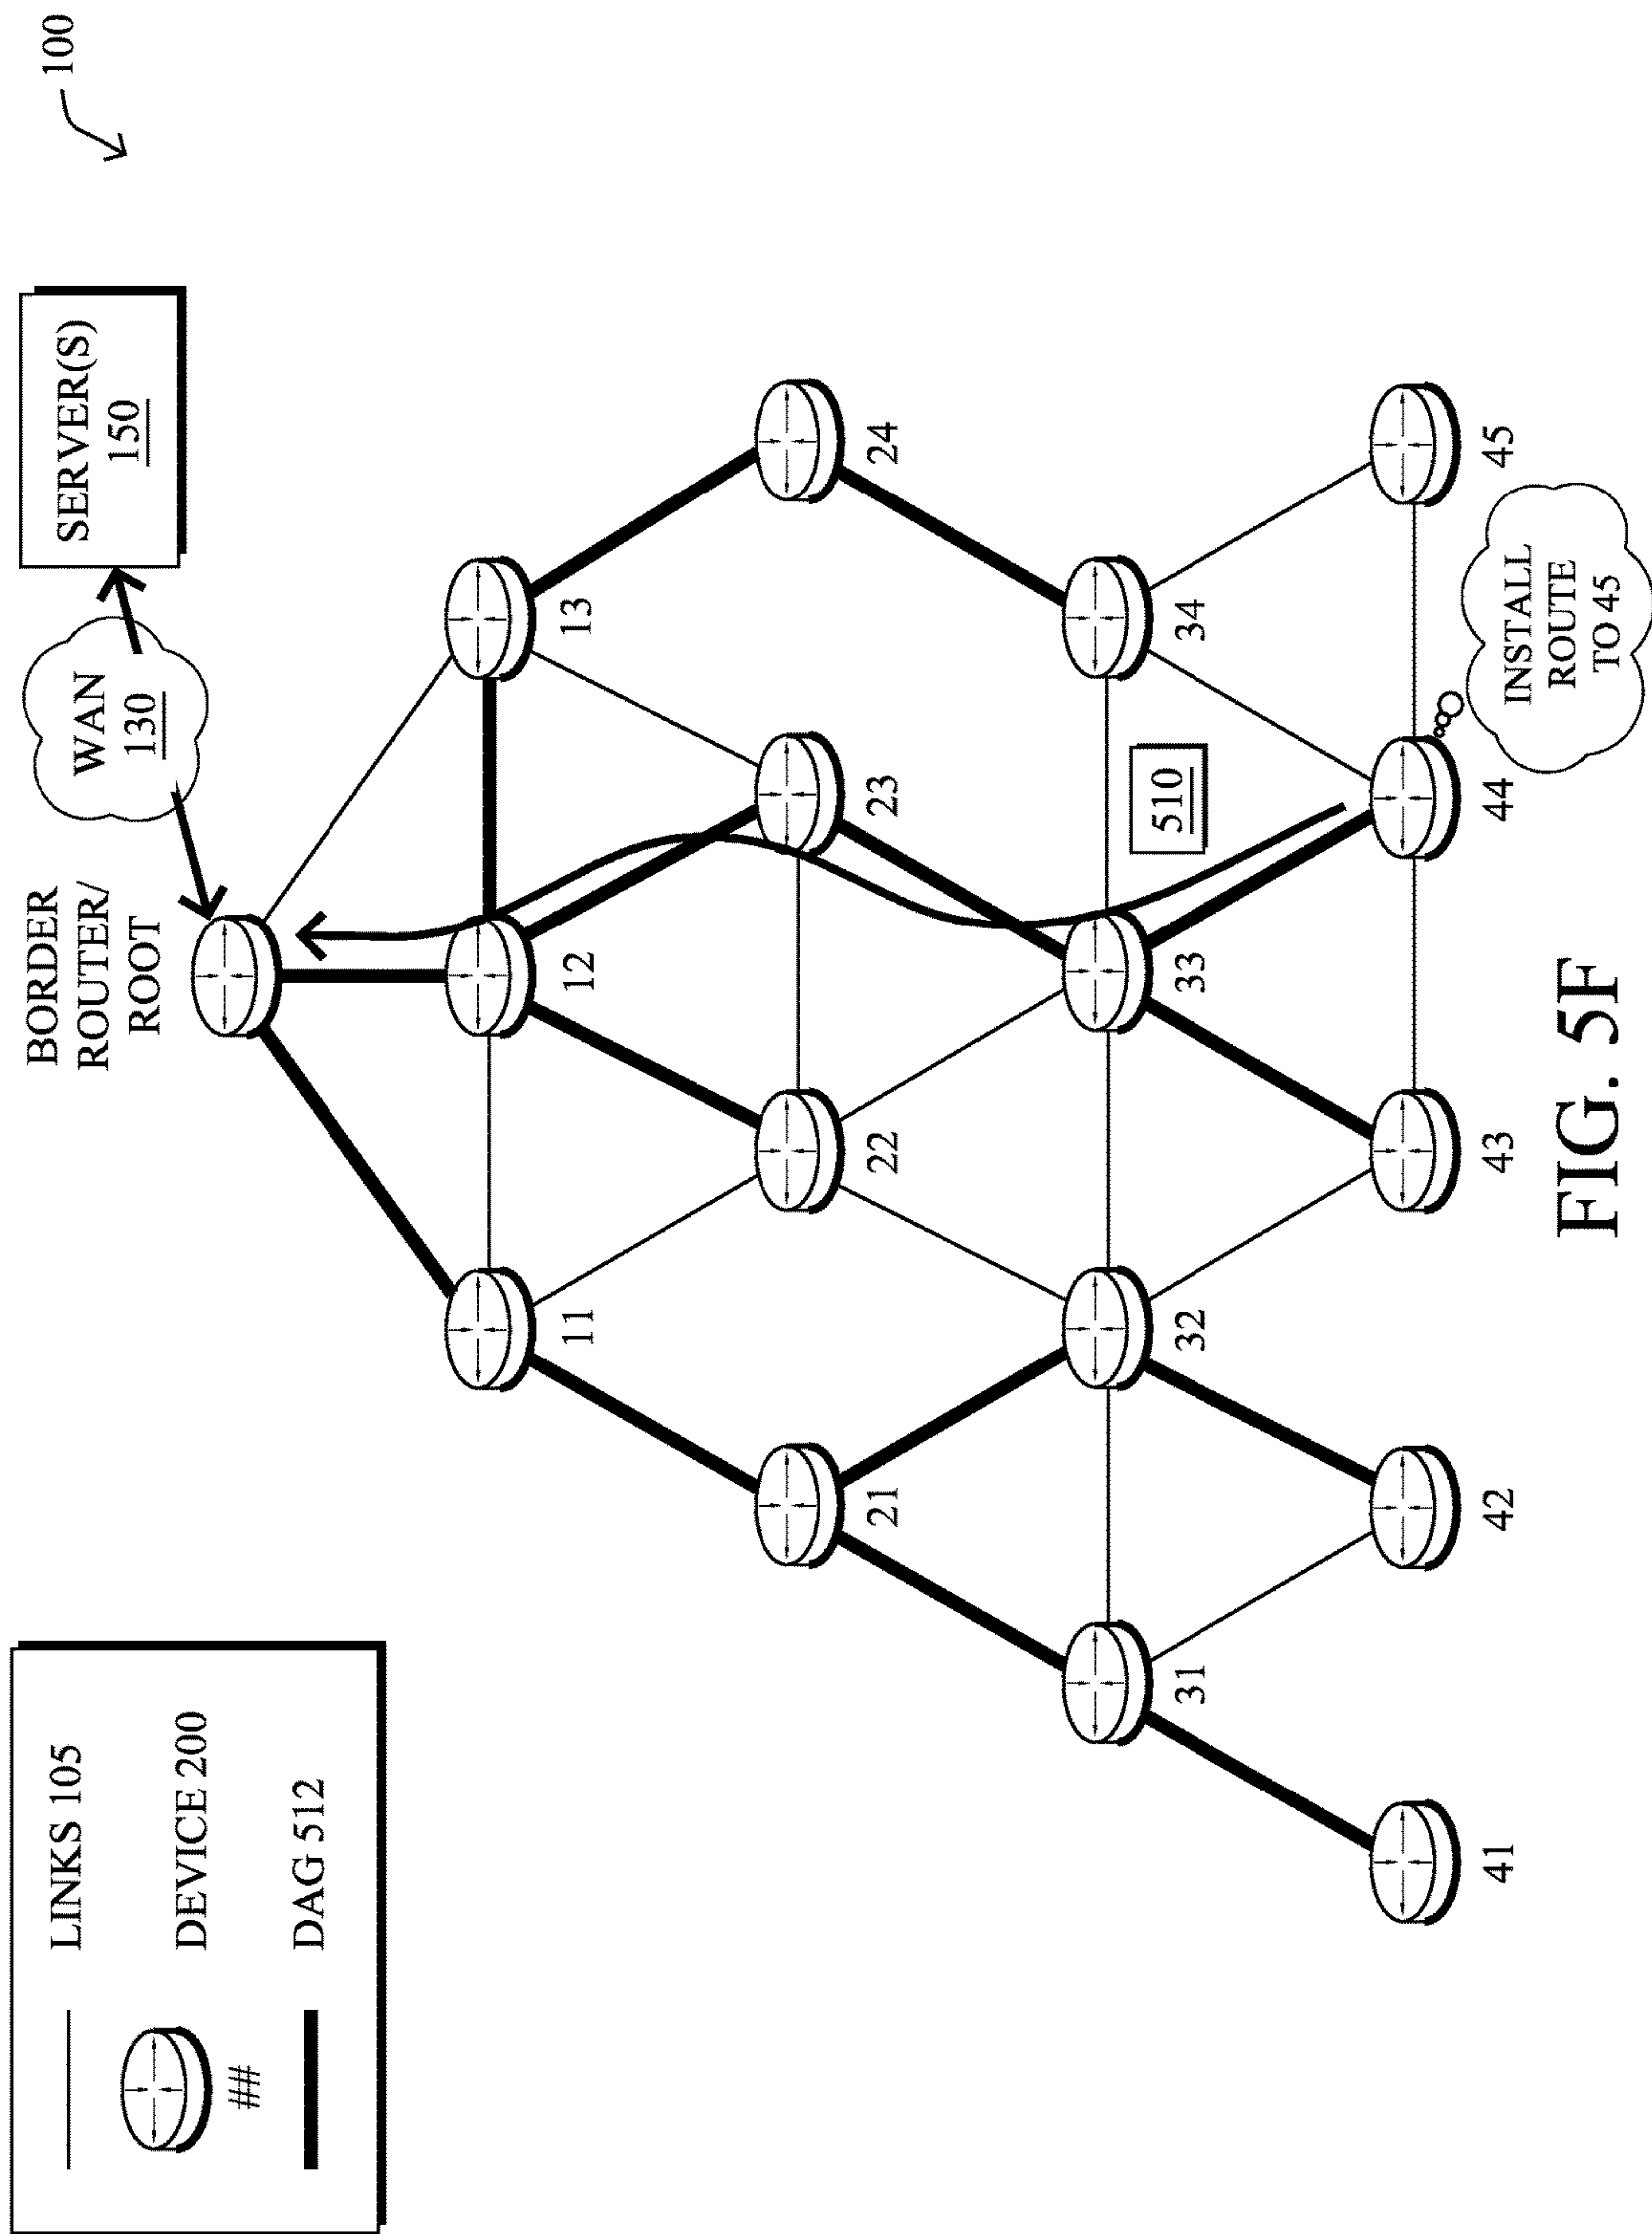 100
LINKS 105
DEVICE 200
##
DAG 512
SERVER(S)
150
WAN
130
BORDER
ROUTER/
ROOT
11
12
13
21
22
23
24
31
32
33
34
510
41
42
43
44
45
INSTALL
ROUTE
TO 45
FIG. 5F